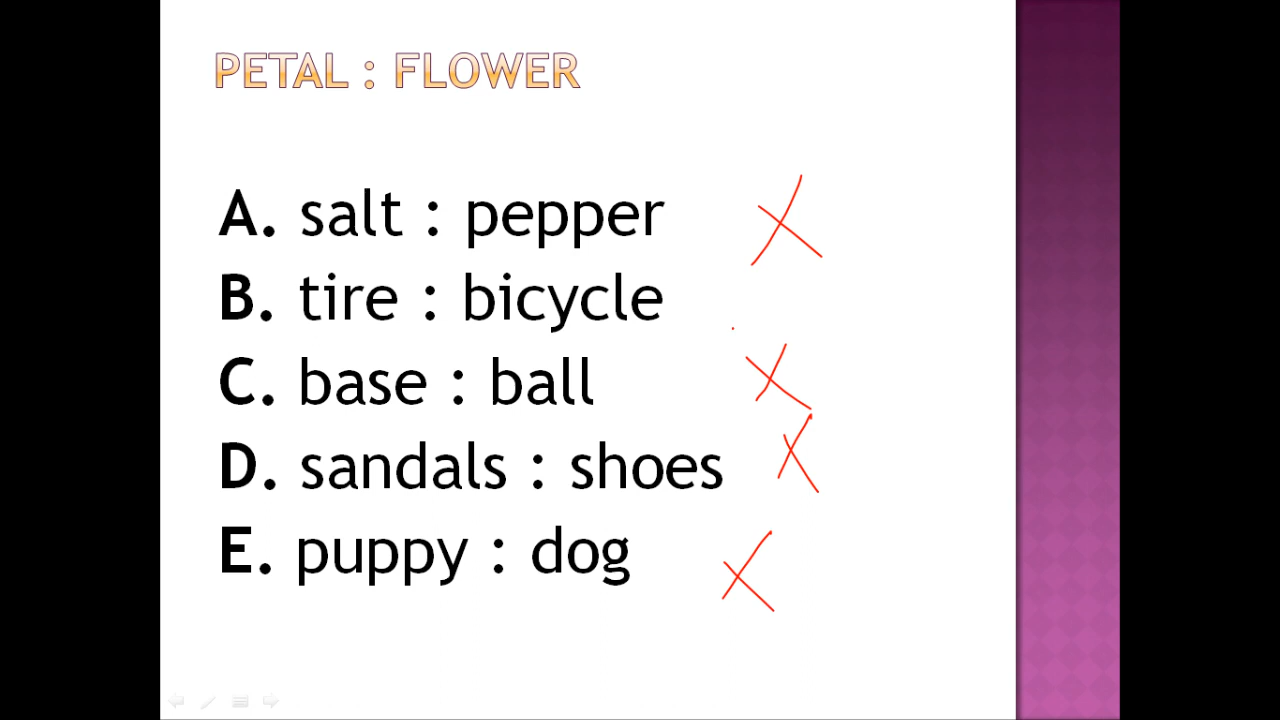 PETAL : FLOWER
A. salt : pepper
B. tire : bicycle
C. base : ball
D. sandals : shoes
E. puppy : dog